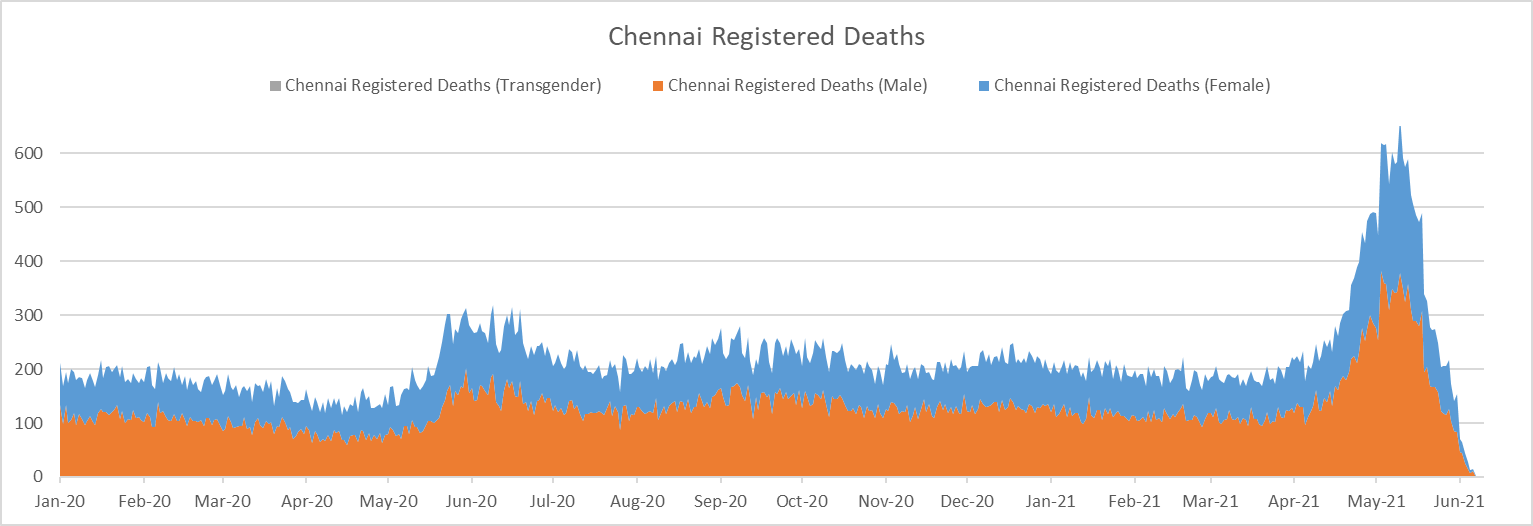 Chennai Registered Deaths
Chennai Registered Deaths (Transgender) Chennai Registered Deaths (Male) Chennai Registered Deaths (Female)
600
500
400
300
200
100
0
Jan-20 Feb-20 Mar-20 Apr-20 May-20 Jun-20 Jul-20 Aug-20 Sep-20 Oct-20 Nov-20 Dec-20 Jan-21 Feb-21 Mar-21 Apr-21 May-21 Jun-21